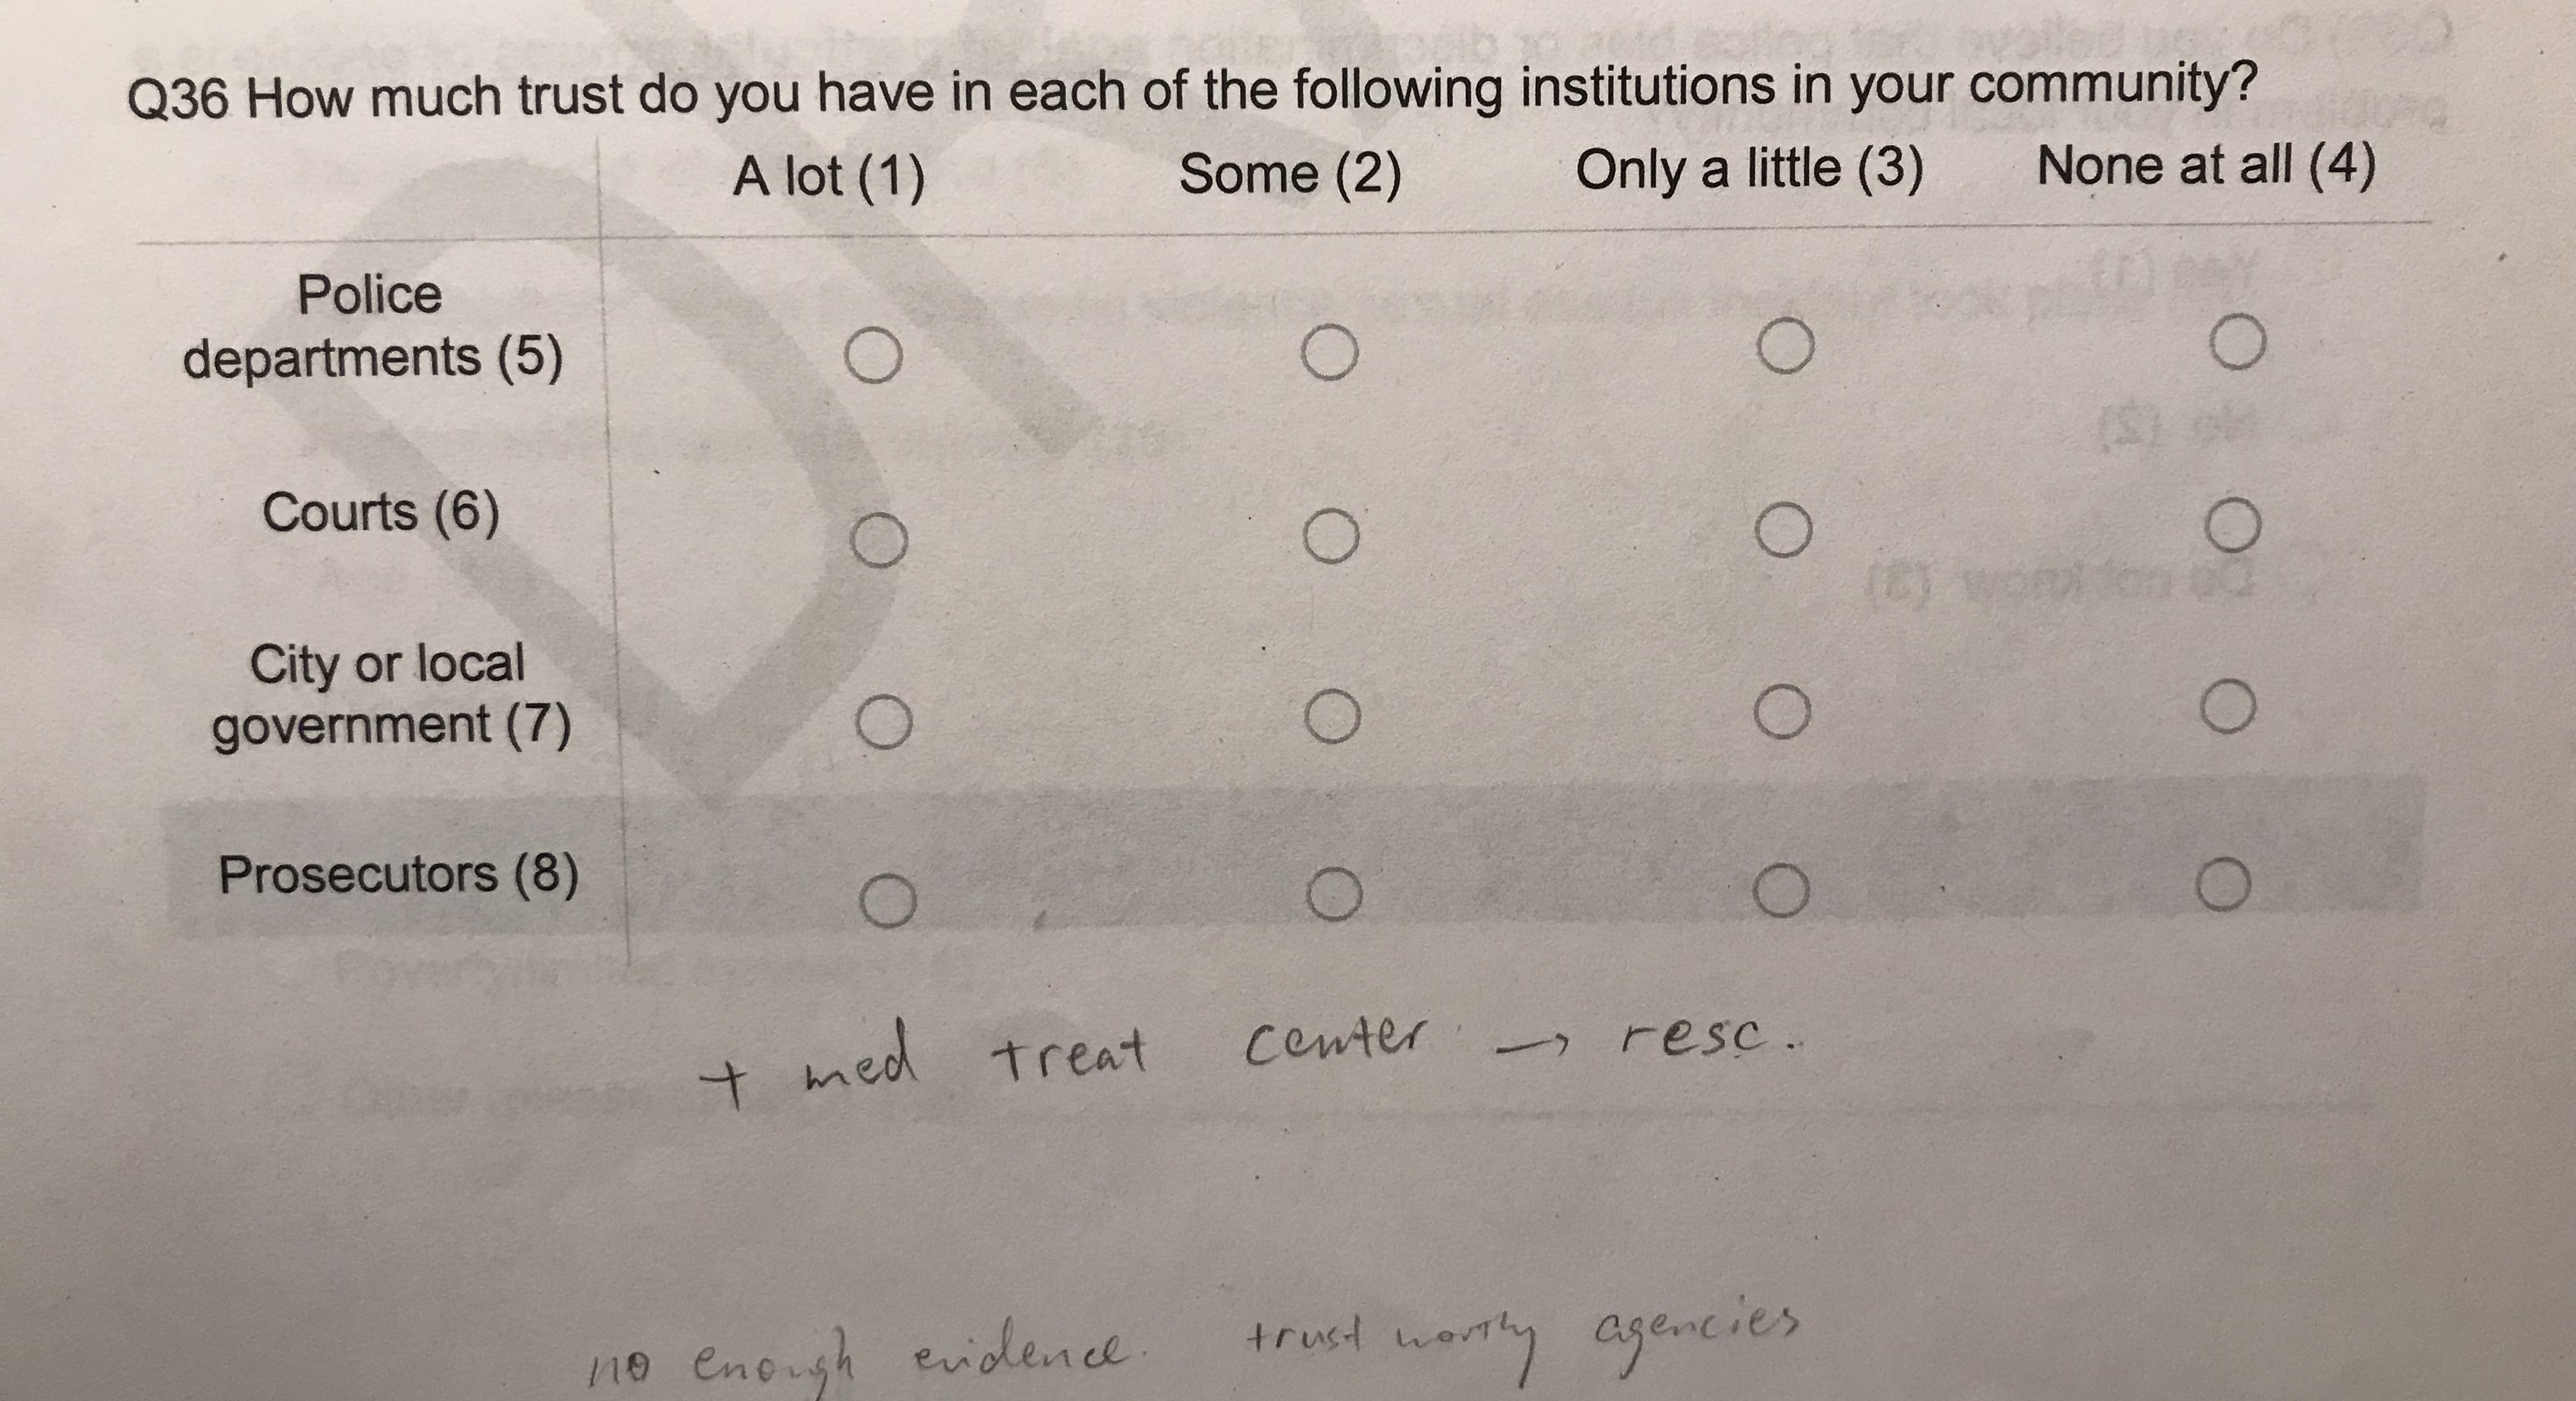 Q36 How much trust do you have in each of the following institutions in your community?
A lot (1) Some (2) Only a little (3) None at all (4)
Police
departments (5)
Courts (6)
City or local
government (7)
Prosecutors (8)
+ med treat center → resc.
no enough evidence. trust worthy agencies